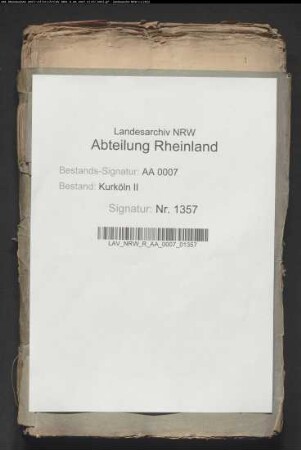 Landesarchiv NRW
Abteilung Rheinland
Bestands-Signatur: AA 0007
Bestand: Kurköln II
Signatur: Nr. 1357
LAV_NRW_R_AA_0007_01357